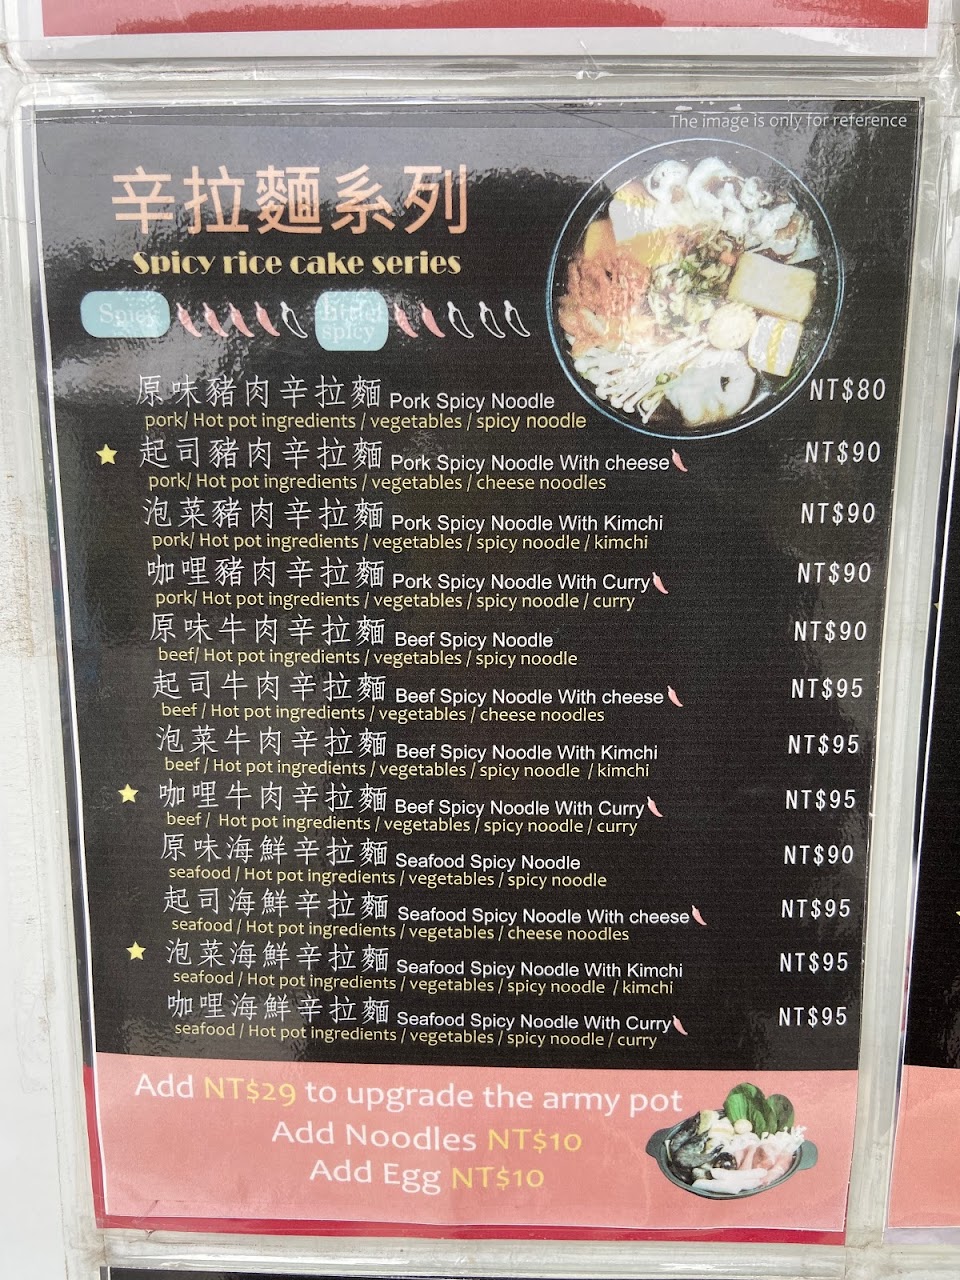 The image is only for reference
辛拉麵系列
Spicy rice cake series
Spicy little spicy
原味豬肉辛拉麵 Pork Spicy Noodle NT$80
pork/ Hot pot ingredients / vegetables / spicy noodle
起司豬肉辛拉麵 Pork Spicy Noodle With cheese NT$90
pork/ Hot pot ingredients / vegetables / cheese noodles
泡菜豬肉辛拉麵 Pork Spicy Noodle With Kimchi NT$90
pork/ Hot pot ingredients / vegetables / spicy noodle / kimchi
咖哩豬肉辛拉麵 Pork Spicy Noodle With Curry NT$90
pork/ Hot pot ingredients / vegetables / spicy noodle / curry
原味牛肉辛拉麵 Beef Spicy Noodle NT$90
beef/ Hot pot ingredients / vegetables / spicy noodle
起司牛肉辛拉麵 Beef Spicy Noodle With cheese NT$95
beef / Hot pot ingredients / vegetables / cheese noodles
泡菜牛肉辛拉麵 Beef Spicy Noodle With Kimchi NT$95
beef / Hot pot ingredients / vegetables / spicy noodle / kimchi
咖哩牛肉辛拉麵 Beef Spicy Noodle With Curry NT$95
beef / Hot pot ingredients / vegetables / spicy noodle / curry
原味海鮮辛拉麵 Seafood Spicy Noodle NT$90
seafood / Hot pot ingredients / vegetables / spicy noodle
起司海鮮辛拉麵 Seafood Spicy Noodle With cheese NT$95
seafood / Hot pot ingredients / vegetables / cheese noodles
泡菜海鮮辛拉麵 Seafood Spicy Noodle With Kimchi NT$95
seafood / Hot pot ingredients / vegetables / spicy noodle / kimchi
咖哩海鮮辛拉麵 Seafood Spicy Noodle With Curry NT$95
seafood / Hot pot ingredients / vegetables / spicy noodle / curry
Add NT$29 to upgrade the army pot
Add Noodles NT$10
Add Egg NT$10